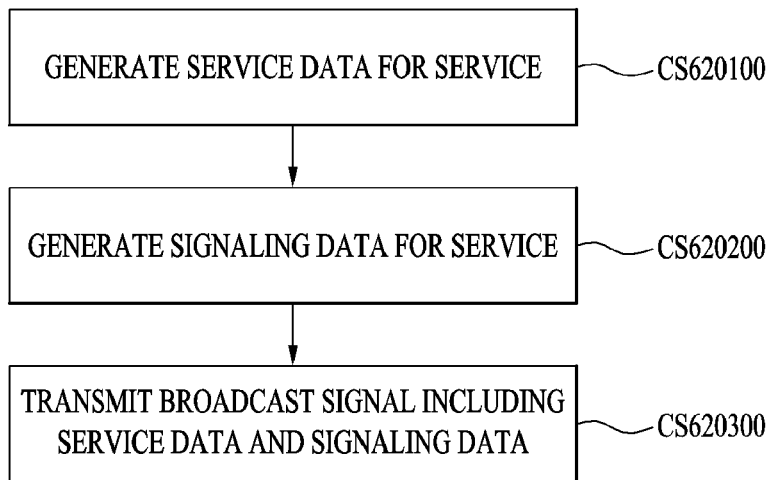 GENERATE SERVICE DATA FOR SERVICE
CS620100
GENERATE SIGNALING DATA FOR SERVICE
CS620200
TRANSMIT BROADCAST SIGNAL INCLUDING
SERVICE DATA AND SIGNALING DATA
CS620300